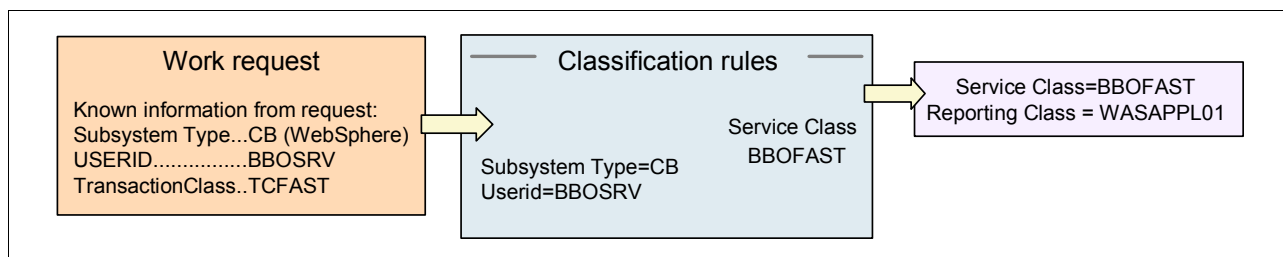 Work request
Known information from request:
Subsystem Type...CB (WebSphere)
USERID.................BBOSRV
TransactionClass..TCFAST
Classification rules
Subsystem Type=CB
Userid=BBOSRV
Service Class
BBOFAST
Service Class=BBOFAST
Reporting Class = WASAPPL01